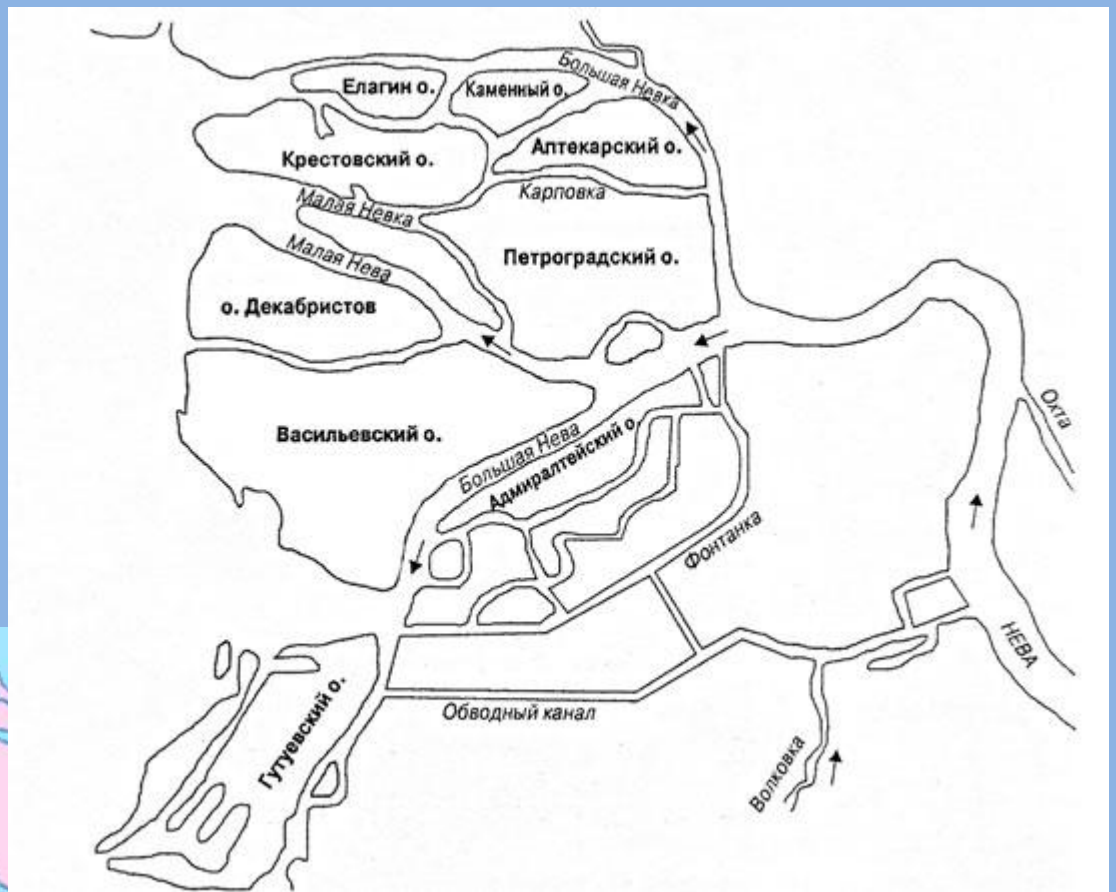 Большая Невка
Елагин о.
Каменный о.
Аптекарский о.
Крестовский о.
Карповка
Малая Невка
Малая Нева
Петроградский о.
о. Декабристов
Охта
Васильевский о.
Большая Нева
Адмиралтейский о.
Фонтанка
НЕВА
Гутуевский о.
Обводный канал
Волковка